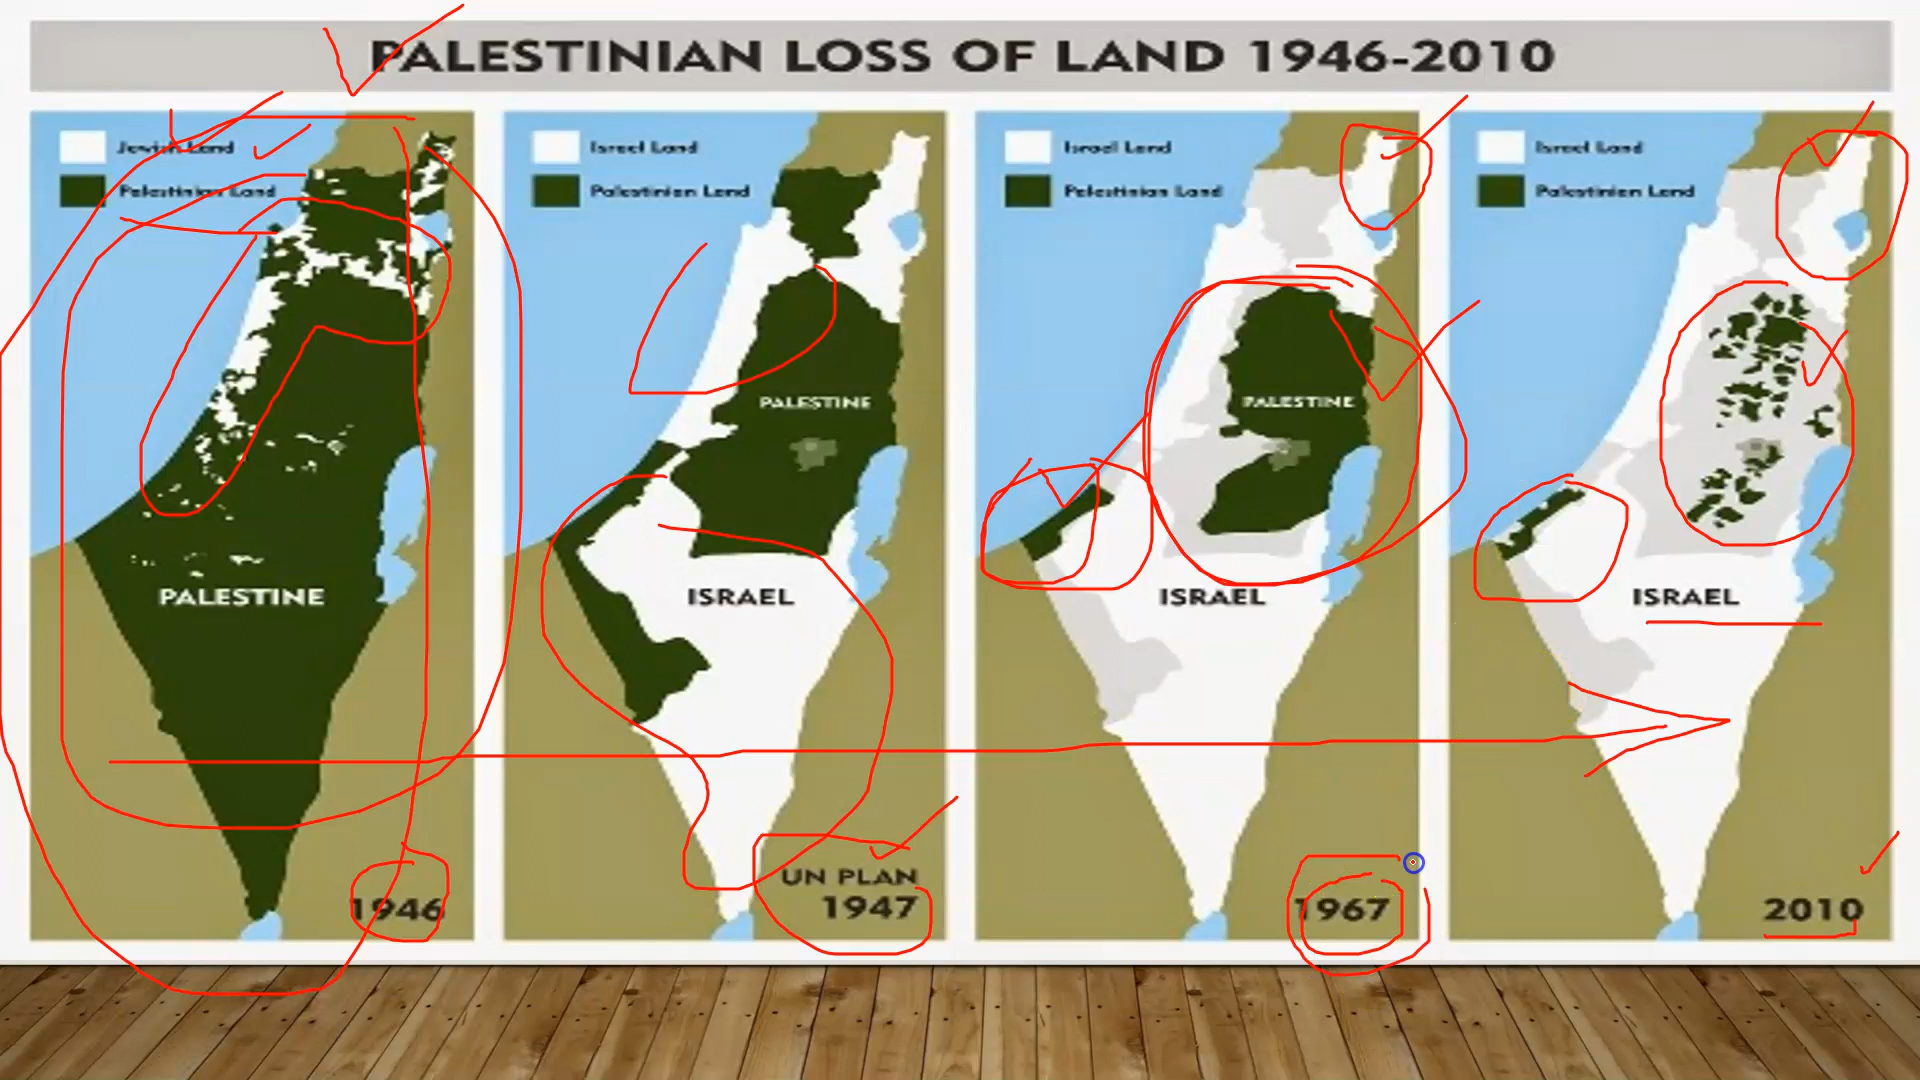 PALESTINIAN LOSS OF LAND 1946-2010
Jewish Land
Palestinian Land
PALESTINE
1946
Israel Land
Palestinian Land
PALESTINE
ISRAEL
UN PLAN
1947
Israel Land
Palestinian Land
PALESTINE
ISRAEL
1967
Israel Land
Palestinian Land
ISRAEL
2010